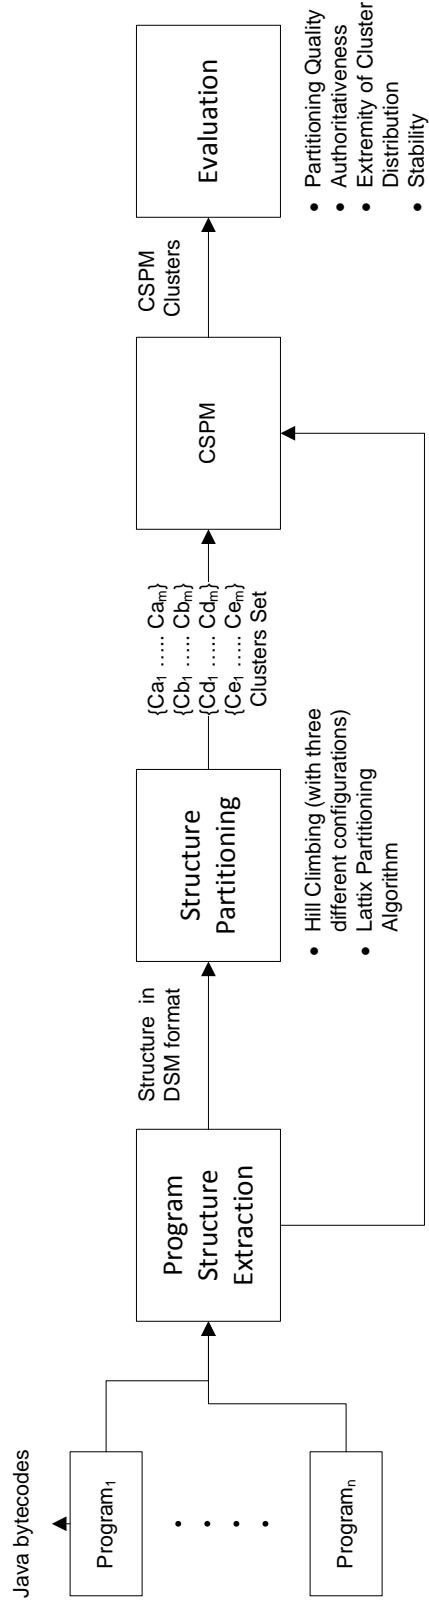 Java bytecodes
Program1
Programn
Program
Structure
Extraction
Structure in
DSM format
Structure
Partitioning
• Hill Climbing (with three
different configurations)
• Lattix Partitioning
Algorithm
{Ca1 ...... Cam}
{Cb1 ...... Cbm}
{Cd1 ...... Cdm}
{Ce1 ...... Cem}
Clusters Set
CSPM
CSPM
Clusters
Evaluation
• Partitioning Quality
• Authoritativeness
• Extremity of Cluster
Distribution
• Stability